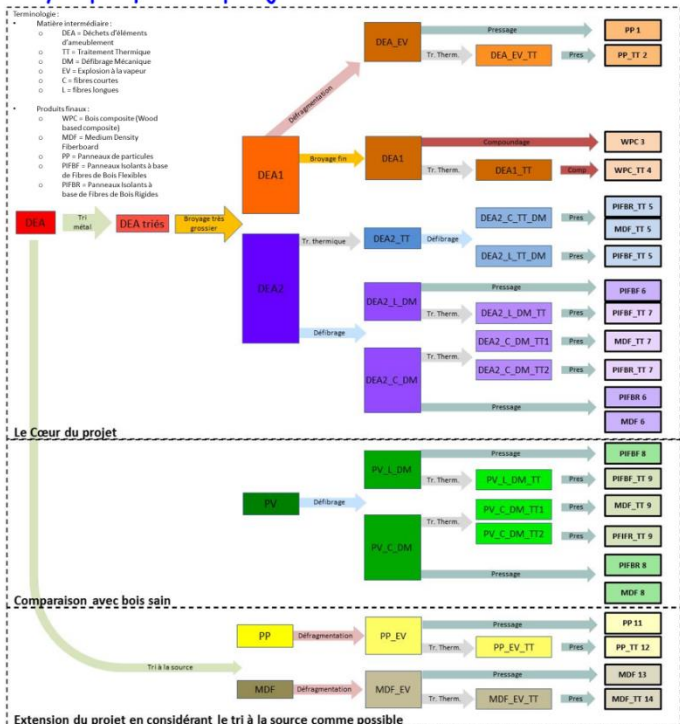 Terminologie :
• Matière intermédiaire :
o DEA = Déchets d'éléments
d'ameublement
o TT = Traitement Thermique
o DM = Défibrage Mécanique
o EV = Explosion à la vapeur
o C = fibres courtes
o L = fibres longues
• Produits finaux :
o WPC = Bois composite (Wood
based composite)
o MDF = Medium Density
Fiberboard
o PP = Panneaux de particules
o PIFBF = Panneaux Isolants à base
de Fibres de Bois Flexibles
o PIFBR = Panneaux Isolants à
base de Fibres de Bois Rigides
Défragmentation
DEA_EV
Pressage
PP 1
Tr. Therm.
DEA_EV_TT
Pres
PP_TT 2
DEA1
Broyage fin
DEA1
Compoundage
WPC 3
Tr. Therm.
DEA1_TT
Comp.
WPC_TT 4
DEA
Tri
métal
DEA triés
Broyage très
grossier
DEA2
Tr. thermique
DEA2_TT
Défibrage
DEA2_C_TT_DM
Pres
PIFBR_TT 5
MDF_TT 5
DEA2_L_TT_DM
Pres
PIFBF_TT 5
Défibrage
DEA2_L_DM
Pressage
PIFBF 6
Tr. Therm.
DEA2_L_DM_TT
Pres
PIFBF_TT 7
DEA2_C_DM
Tr. Therm.
DEA2_C_DM_TT1
Pres
MDF_TT 7
DEA2_C_DM_TT2
Pres
PIFBR_TT 7
PIFBR 6
Pressage
MDF 6
Le Cœur du projet
PV
Défibrage
PV_L_DM
Pressage
PIFBF 8
Tr. Therm.
PV_L_DM_TT
Pres
PIFBF_TT 9
PV_C_DM
Tr. Therm.
PV_C_DM_TT1
Pres
MDF_TT 9
PV_C_DM_TT2
Pres
PFIFR_TT 9
PIFBR 8
Pressage
MDF 8
Comparaison avec bois sain
Tri à la source
PP
Défragmentation
PP_EV
Pressage
PP 11
Tr. Therm.
PP_EV_TT
Pres
PP_TT 12
MDF
Défragmentation
MDF_EV
Pressage
MDF 13
Tr. Therm.
MDF_EV_TT
Pres
MDF_TT 14
Extension du projet en considérant le tri à la source comme possible